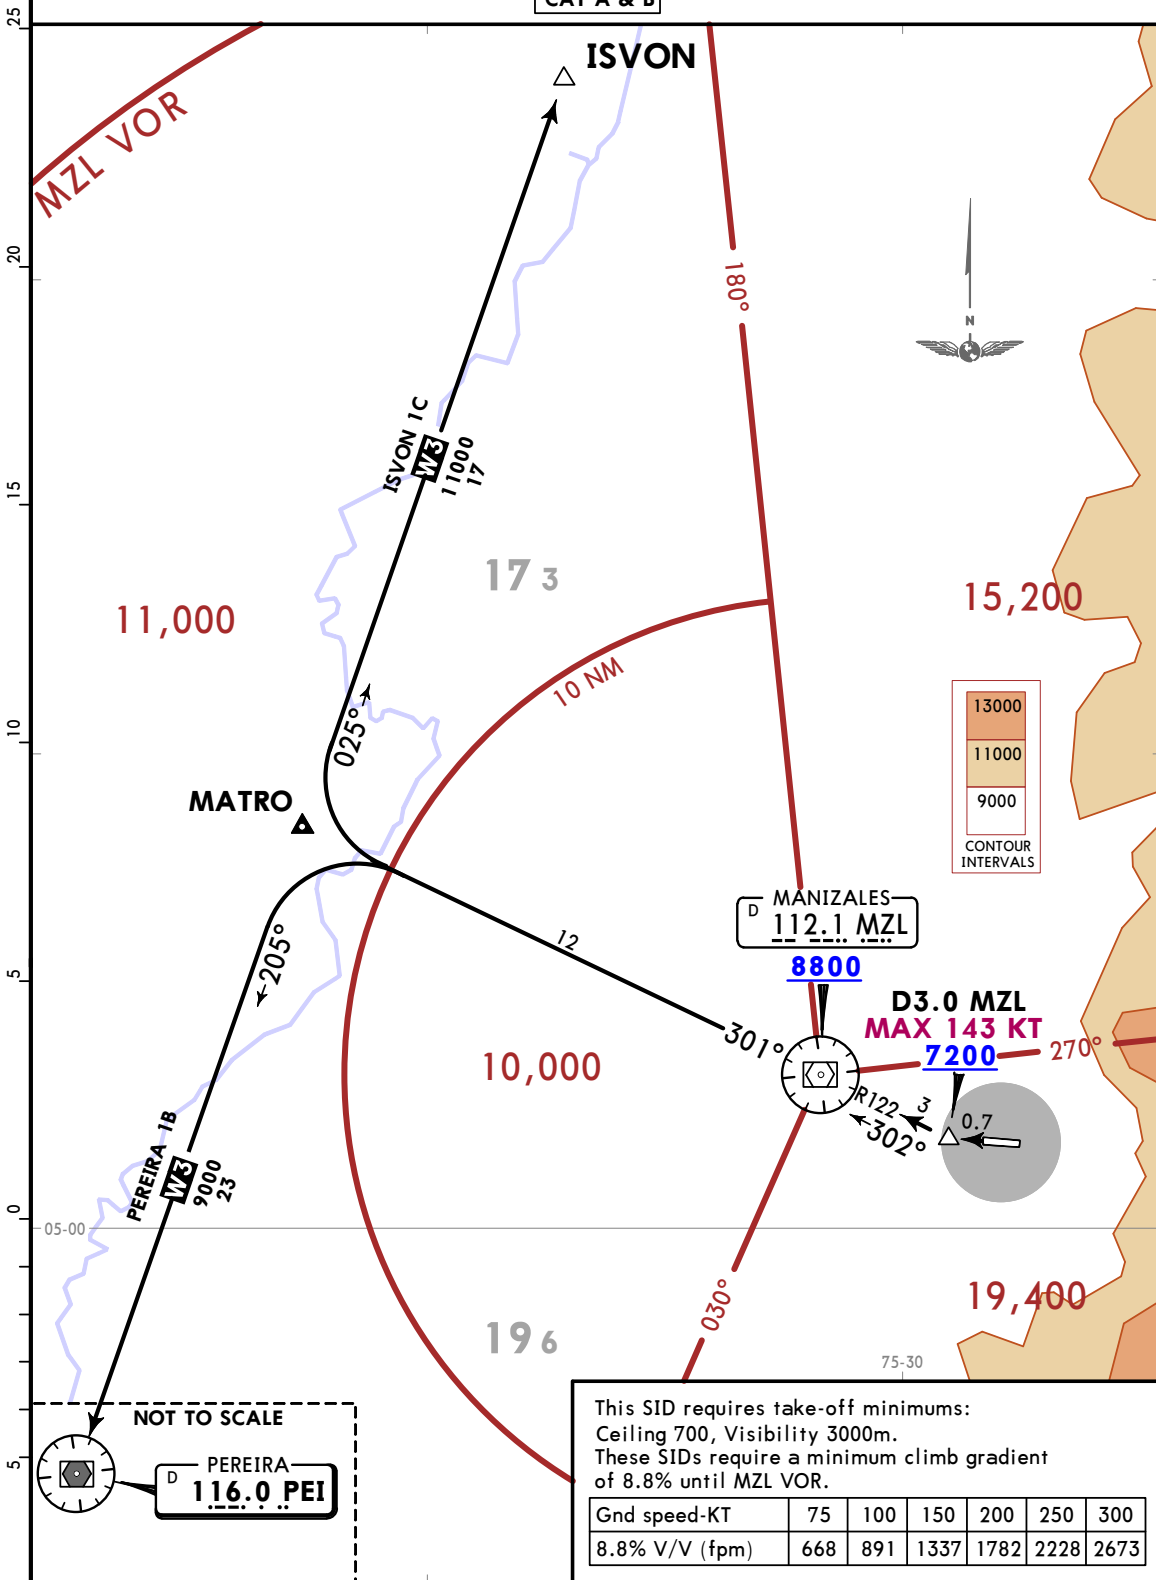 CAT A & B
25
ISVON
MZL VOR
20
180°
N
ISVON 1C
W3
11000
17
15
17 3
15,200
11,000
10 NM
13000
11000
9000
CONTOUR
INTERVALS
025°
10
MATRO
MANIZALES
D 112.1 MZL
8800
12
205°
5
D3.0 MZL
MAX 143 KT
7200
301°
270°
10,000
R122
3
302°
0.7
PEREIRA 1B
W3
9000
23
0
05-00
030°
19,400
19 6
75-30
NOT TO SCALE
PEREIRA
D 116.0 PEI
5
This SID requires take-off minimums:
Ceiling 700, Visibility 3000m.
These SIDs require a minimum climb gradient
of 8.8% until MZL VOR.
Gnd speed-KT 75 100 150 200 250 300
8.8% V/V (fpm) 668 891 1337 1782 2228 2673